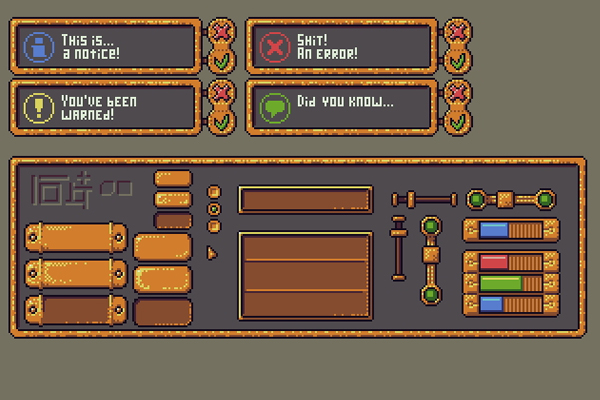 This is...
a notice!
Shit!
An error!
You've been
warned!
Did you know...